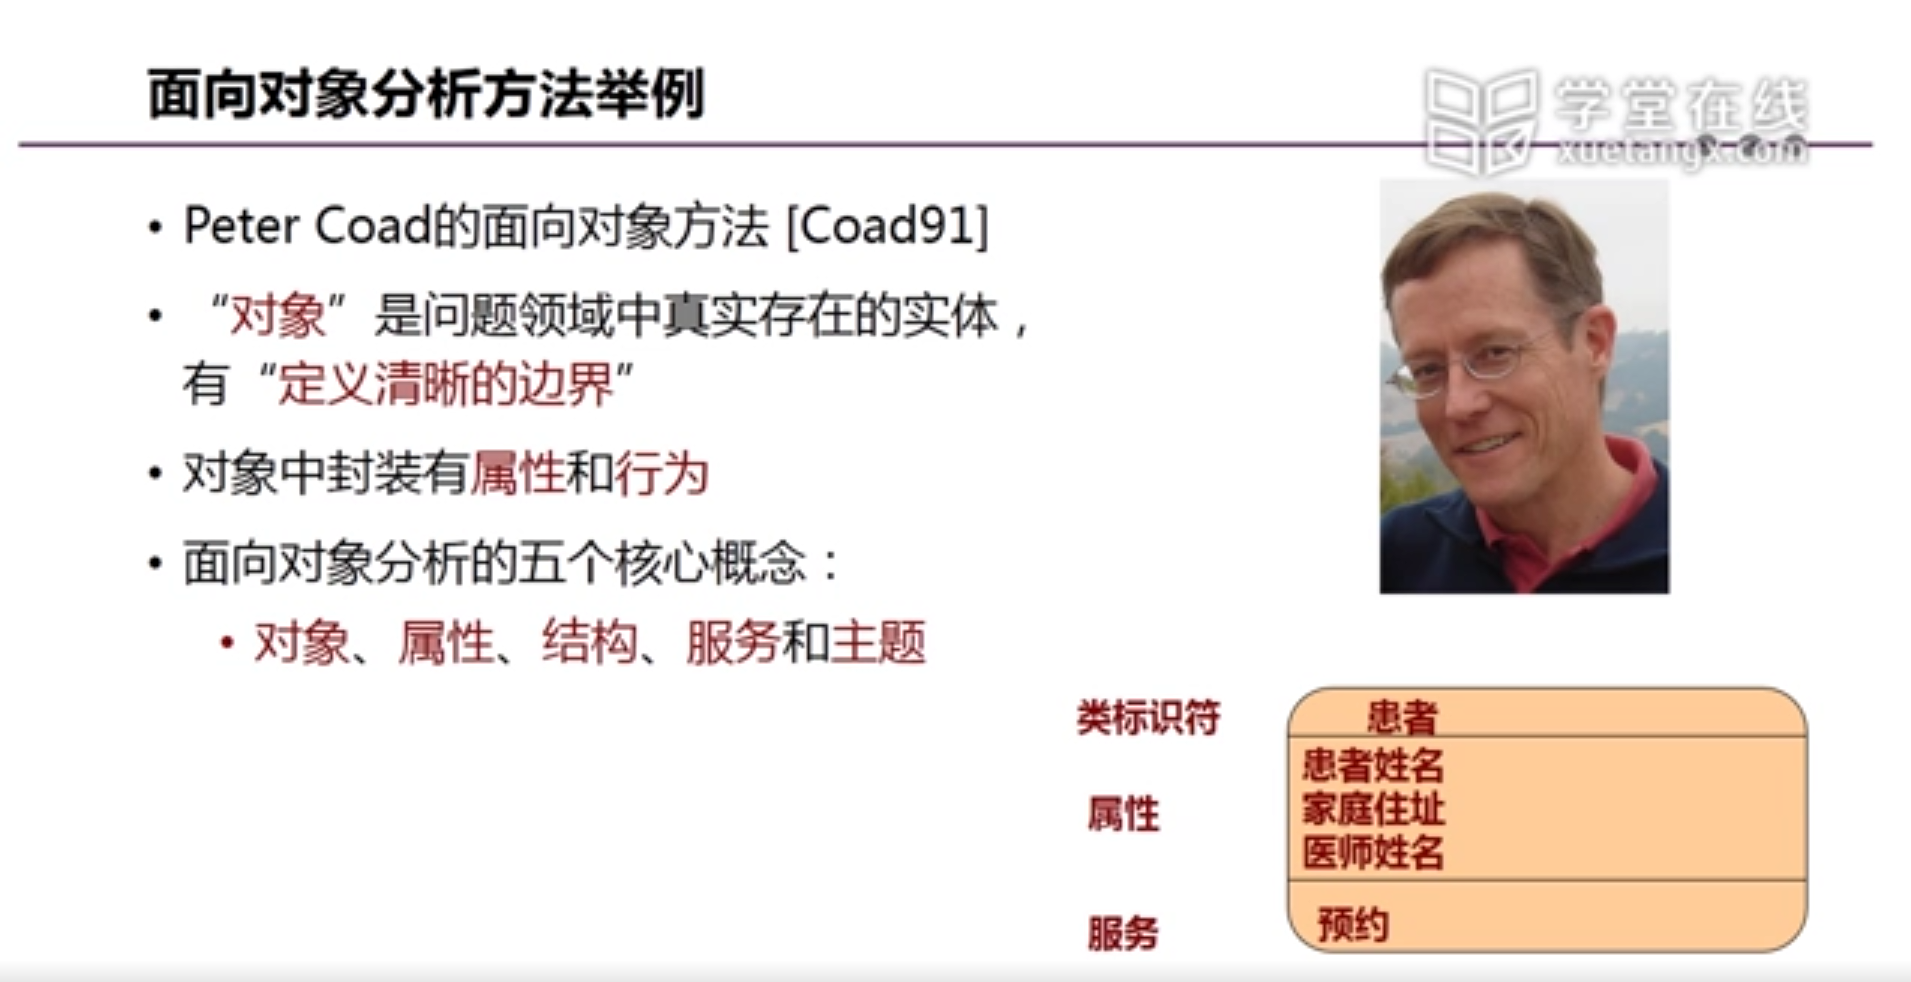 面向对象分析方法举例
学堂在线
xuetangx.com
• Peter Coad的面向对象方法 [Coad91]
• “对象”是问题领域中真实存在的实体，
有“定义清晰的边界”
• 对象中封装有属性和行为
• 面向对象分析的五个核心概念：
• 对象、属性、结构、服务和主题
类标识符
患者
属性
患者姓名
家庭住址
医师姓名
服务
预约